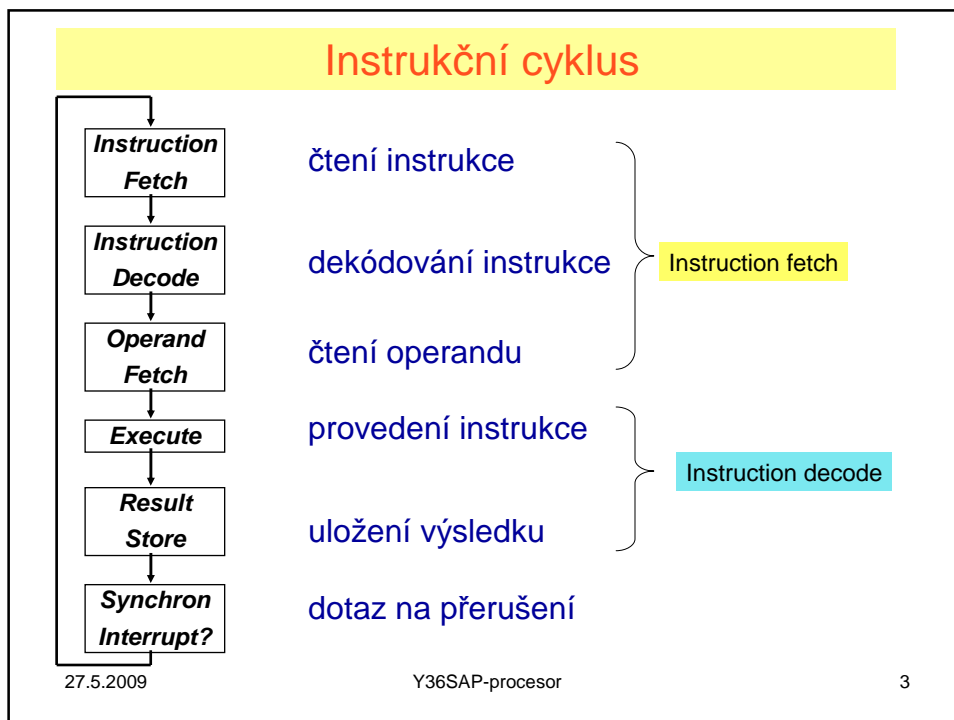 Instrukční cyklus
Instruction
Fetch
čtení instrukce
Instruction
Decode
dekódování instrukce
Instruction fetch
Operand
Fetch
čtení operandu
Execute
provedení instrukce
Instruction decode
Result
Store
uložení výsledku
Synchron
Interrupt?
dotaz na přerušení
27.5.2009
Y36SAP-procesor
3